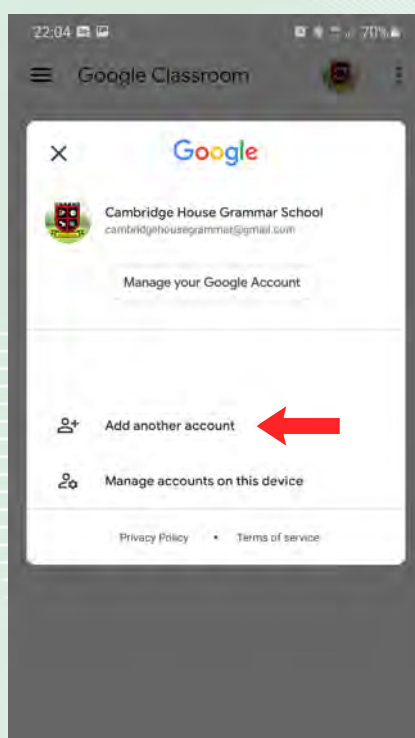 22:04 70%
Google Classroom
Google
Cambridge House Grammar School
cambridgehousegrammar@gmail.com
Manage your Google Account
Add another account
Manage accounts on this device
Privacy Policy • Terms of service